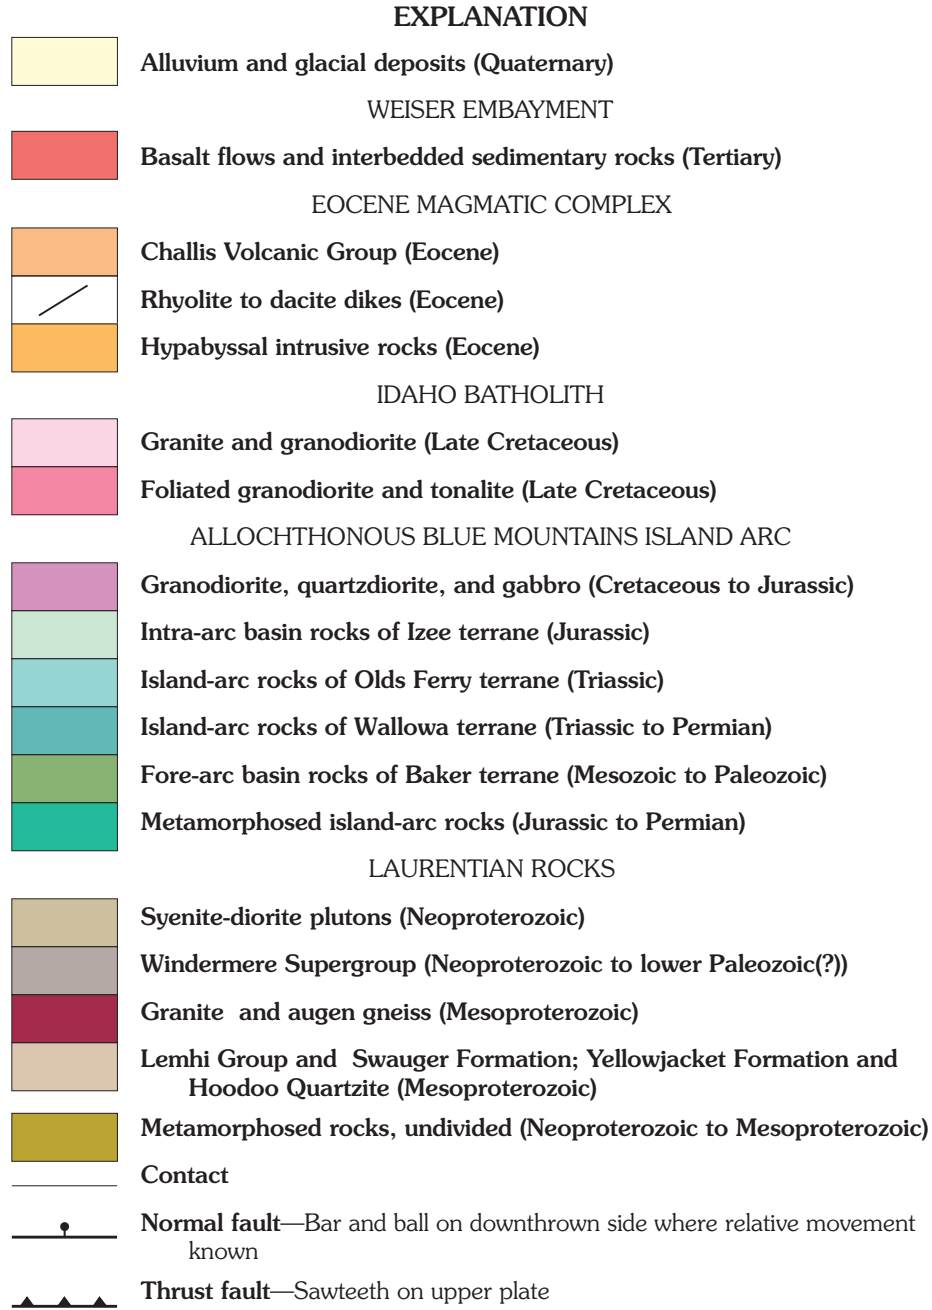 EXPLANATION
Alluvium and glacial deposits (Quaternary)
WEISER EMBAYMENT
Basalt flows and interbedded sedimentary rocks (Tertiary)
EOCENE MAGMATIC COMPLEX
Challis Volcanic Group (Eocene)
Rhyolite to dacite dikes (Eocene)
Hypabyssal intrusive rocks (Eocene)
IDAHO BATHOLITH
Granite and granodiorite (Late Cretaceous)
Foliated granodiorite and tonalite (Late Cretaceous)
ALLOCHTHONOUS BLUE MOUNTAINS ISLAND ARC
Granodiorite, quartzdiorite, and gabbro (Cretaceous to Jurassic)
Intra-arc basin rocks of Izee terrane (Jurassic)
Island-arc rocks of Olds Ferry terrane (Triassic)
Island-arc rocks of Wallowa terrane (Triassic to Permian)
Fore-arc basin rocks of Baker terrane (Mesozoic to Paleozoic)
Metamorphosed island-arc rocks (Jurassic to Permian)
LAURENTIAN ROCKS
Syenite-diorite plutons (Neoproterozoic)
Windermere Supergroup (Neoproterozoic to lower Paleozoic(?))
Granite and augen gneiss (Mesoproterozoic)
Lemhi Group and Swauger Formation; Yellowjacket Formation and
Hoodoo Quartzite (Mesoproterozoic)
Metamorphosed rocks, undivided (Neoproterozoic to Mesoproterozoic)
Contact
Normal fault—Bar and ball on downthrown side where relative movement
known
Thrust fault—Sawteeth on upper plate